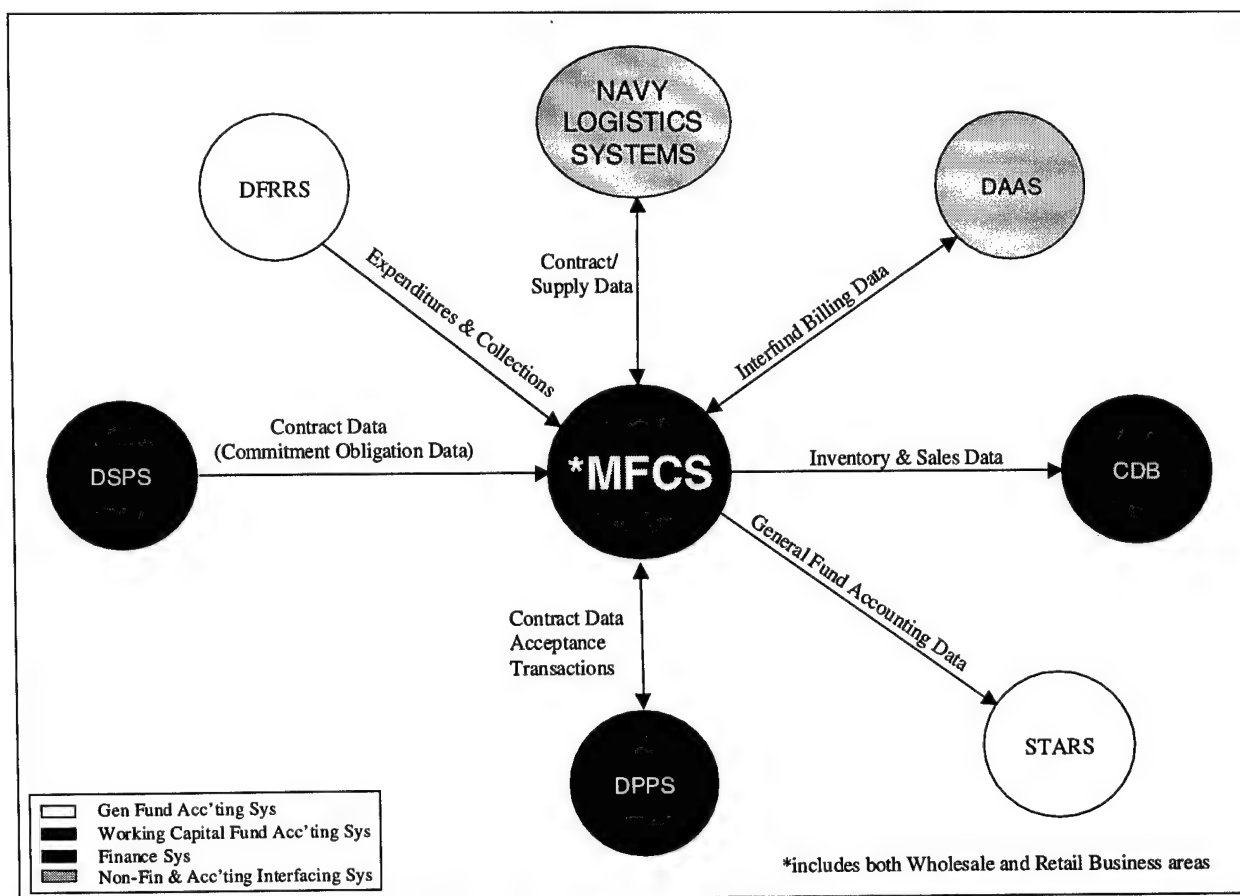 NAVY
LOGISTICS
SYSTEMS
DFRRS
DAAS
Expenditures & Collections
Contract/
Supply Data
Interfund Billing Data
DSPS
Contract Data
(Commitment Obligation Data)
*MFCS
Inventory & Sales Data
CDB
Contract Data
Acceptance
Transactions
General Fund Accounting Data
DPPS
STARS
Gen Fund Acc'ting Sys
Working Capital Fund Acc'ting Sys
Finance Sys
Non-Fin & Acc'ting Interfacing Sys
*includes both Wholesale and Retail Business areas